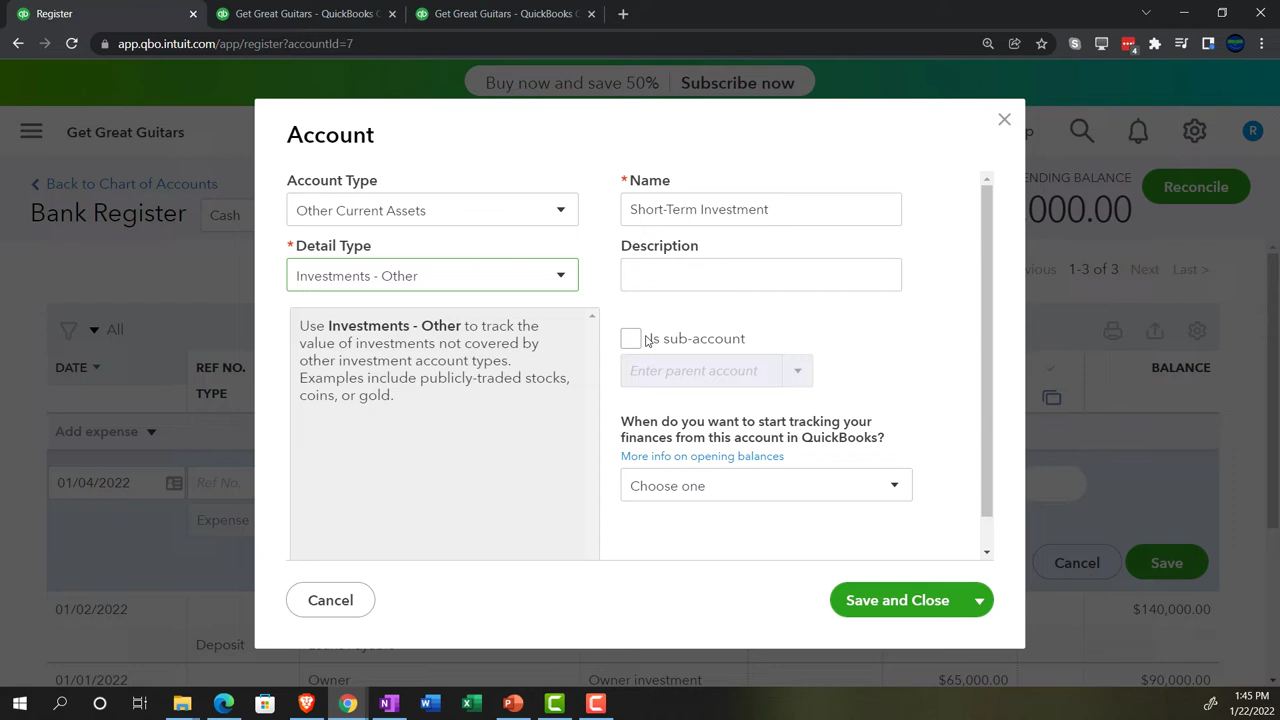 Register
Get Great Guitars - QuickBooks
Get Great Guitars - QuickBooks
app.qbo.intuit.com/app/register?accountId=7
4
Buy now and save 50% Subscribe now
Get Great Guitars
R
Back to Chart of Accounts
ENDING BALANCE
Bank Register
Cash
000.00
Reconcile
Account
Account Type
Other Current Assets
* Name
Short-Term Investment
* Detail Type
Investments - Other
Description
Use Investments - Other to track the
value of investments not covered by
other investment account types.
Examples include publicly-traded stocks,
coins, or gold.
Is sub-account
Enter parent account
When do you want to start tracking your
finances from this account in QuickBooks?
More info on opening balances
Choose one
Cancel
Save and Close
1-3 of 3 Next Last >
All
DATE
REF NO.
TYPE
BALANCE
Add expense
01/04/2022
Ref No.
Expense
Cancel
Save
01/02/2022
$140,000.00
Deposit
01/01/2022
Owner
Owner investment
$65,000.00
$90,000.00
1:45 PM
1/22/2022